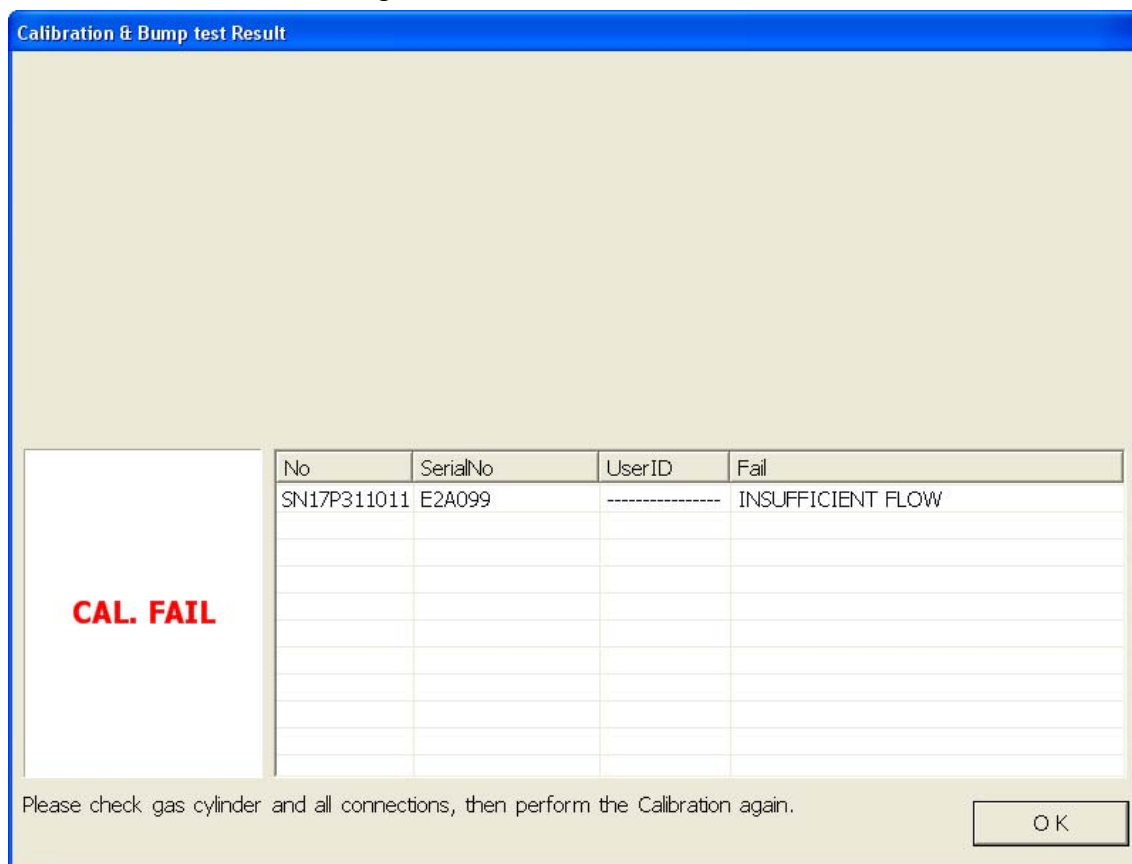 Calibration & Bump test Result
No SerialNo UserID Fail
SN17P311011 E2A099 ---------------- INSUFFICIENT FLOW
CAL. FAIL
Please check gas cylinder and all connections, then perform the Calibration again.
OK